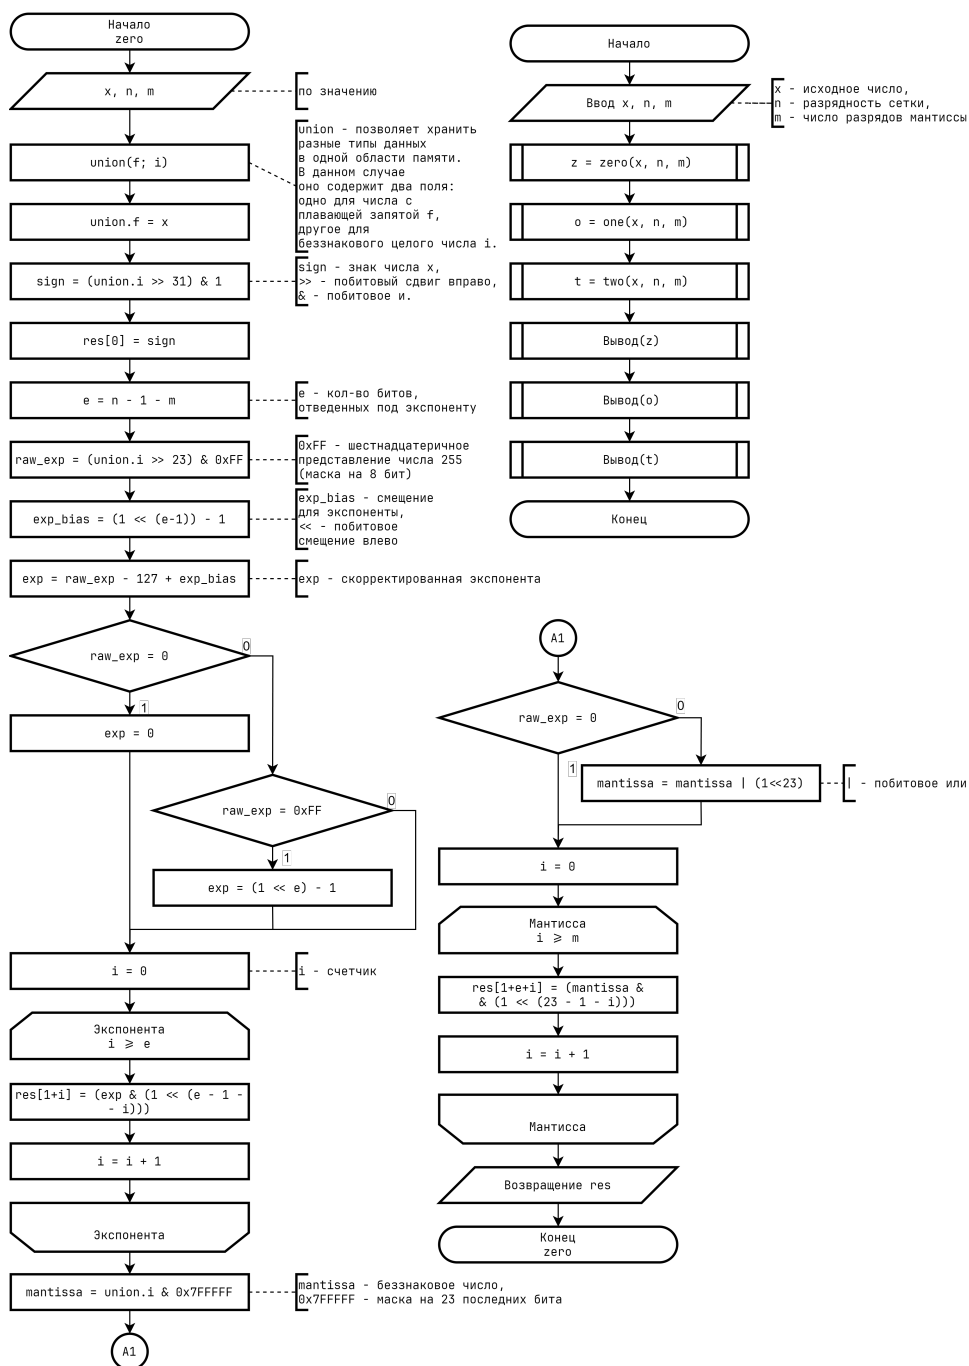 Начало
zero
x, n, m
по значению
union(f; i)
union - позволяет хранить
разные типы данных
в одной области памяти.
В данном случае
оно содержит два поля:
одно для числа с
плавающей запятой f,
другое для
беззнакового целого числа i.
union.f = x
sign = (union.i >> 31) & 1
sign - знак числа x,
>> - побитовый сдвиг вправо,
& - побитовое и.
res[0] = sign
e = n - 1 - m
e - кол-во битов,
отведенных под экспоненту
raw_exp = (union.i >> 23) & 0xFF
0xFF - шестнадцатеричное
представление числа 255
(маска на 8 бит)
exp_bias = (1 << (e-1)) - 1
exp_bias - смещение
для экспоненты,
<< - побитовое
смещение влево
exp = raw_exp - 127 + exp_bias
exp - скорректированная экспонента
raw_exp = 0
0
1
exp = 0
raw_exp = 0xFF
0
1
exp = (1 << e) - 1
i = 0
i - счетчик
Экспонента
i ⩾ e
res[1+i] = (exp & (1 << (e - 1 -
- i)))
i = i + 1
Экспонента
mantissa = union.i & 0x7FFFFF
mantissa - беззнаковое число,
0x7FFFFF - маска на 23 последних бита
A1
Начало
Ввод x, n, m
x - исходное число,
n - разрядность сетки,
m - число разрядов мантиссы
z = zero(x, n, m)
o = one(x, n, m)
t = two(x, n, m)
Вывод(z)
Вывод(o)
Вывод(t)
Конец
A1
raw_exp = 0
0
1
mantissa = mantissa | (1<<23)
| - побитовое или
i = 0
Мантисса
i ⩾ m
res[1+e+i] = (mantissa &
& (1 << (23 - 1 - i)))
i = i + 1
Мантисса
Возвращение res
Конец
zero